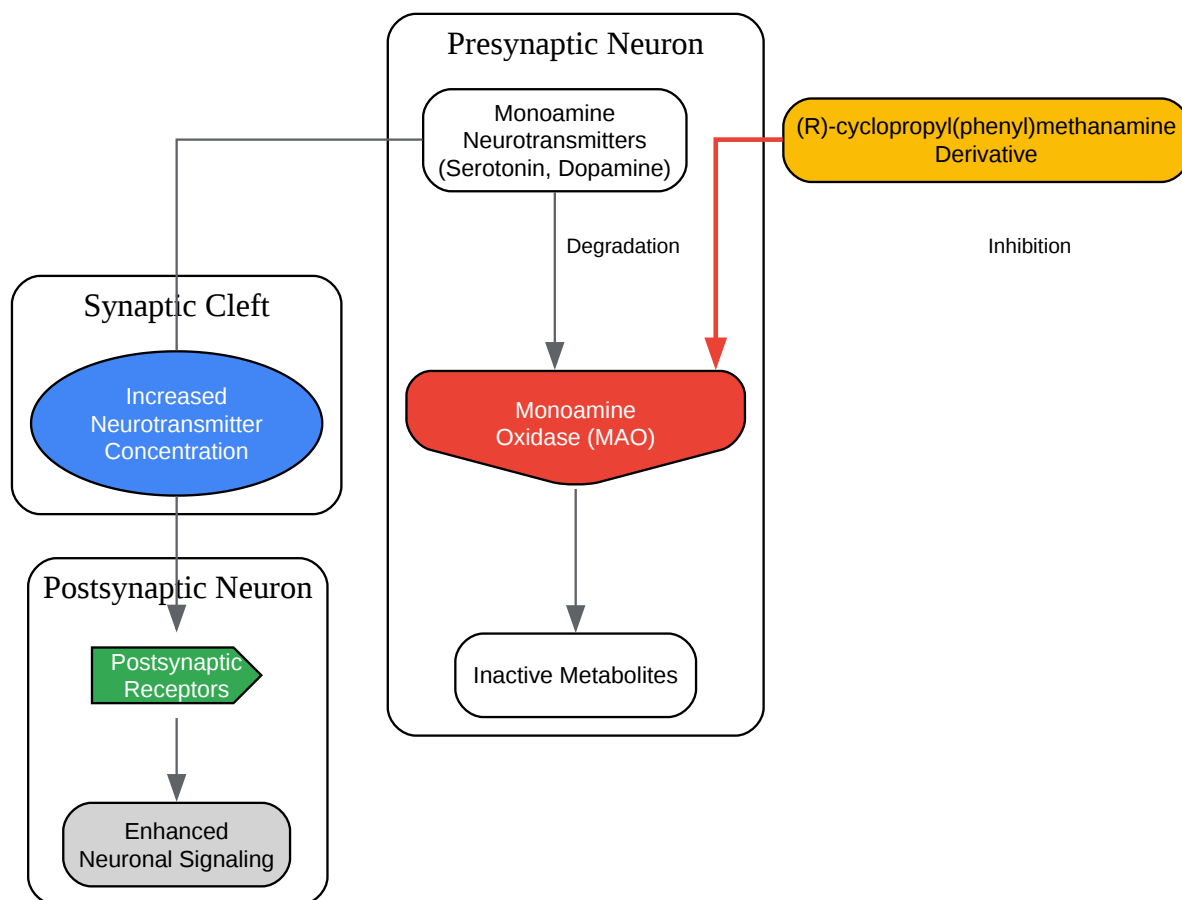 Presynaptic Neuron
Monoamine
Neurotransmitters
(Serotonin, Dopamine)
(R)-cyclopropyl(phenyl)methanamine
Derivative
Degradation
Inhibition
Synaptic Cleft
Increased
Neurotransmitter
Concentration
Monoamine
Oxidase (MAO)
Postsynaptic Neuron
Postsynaptic
Receptors
Inactive Metabolites
Enhanced
Neuronal Signaling